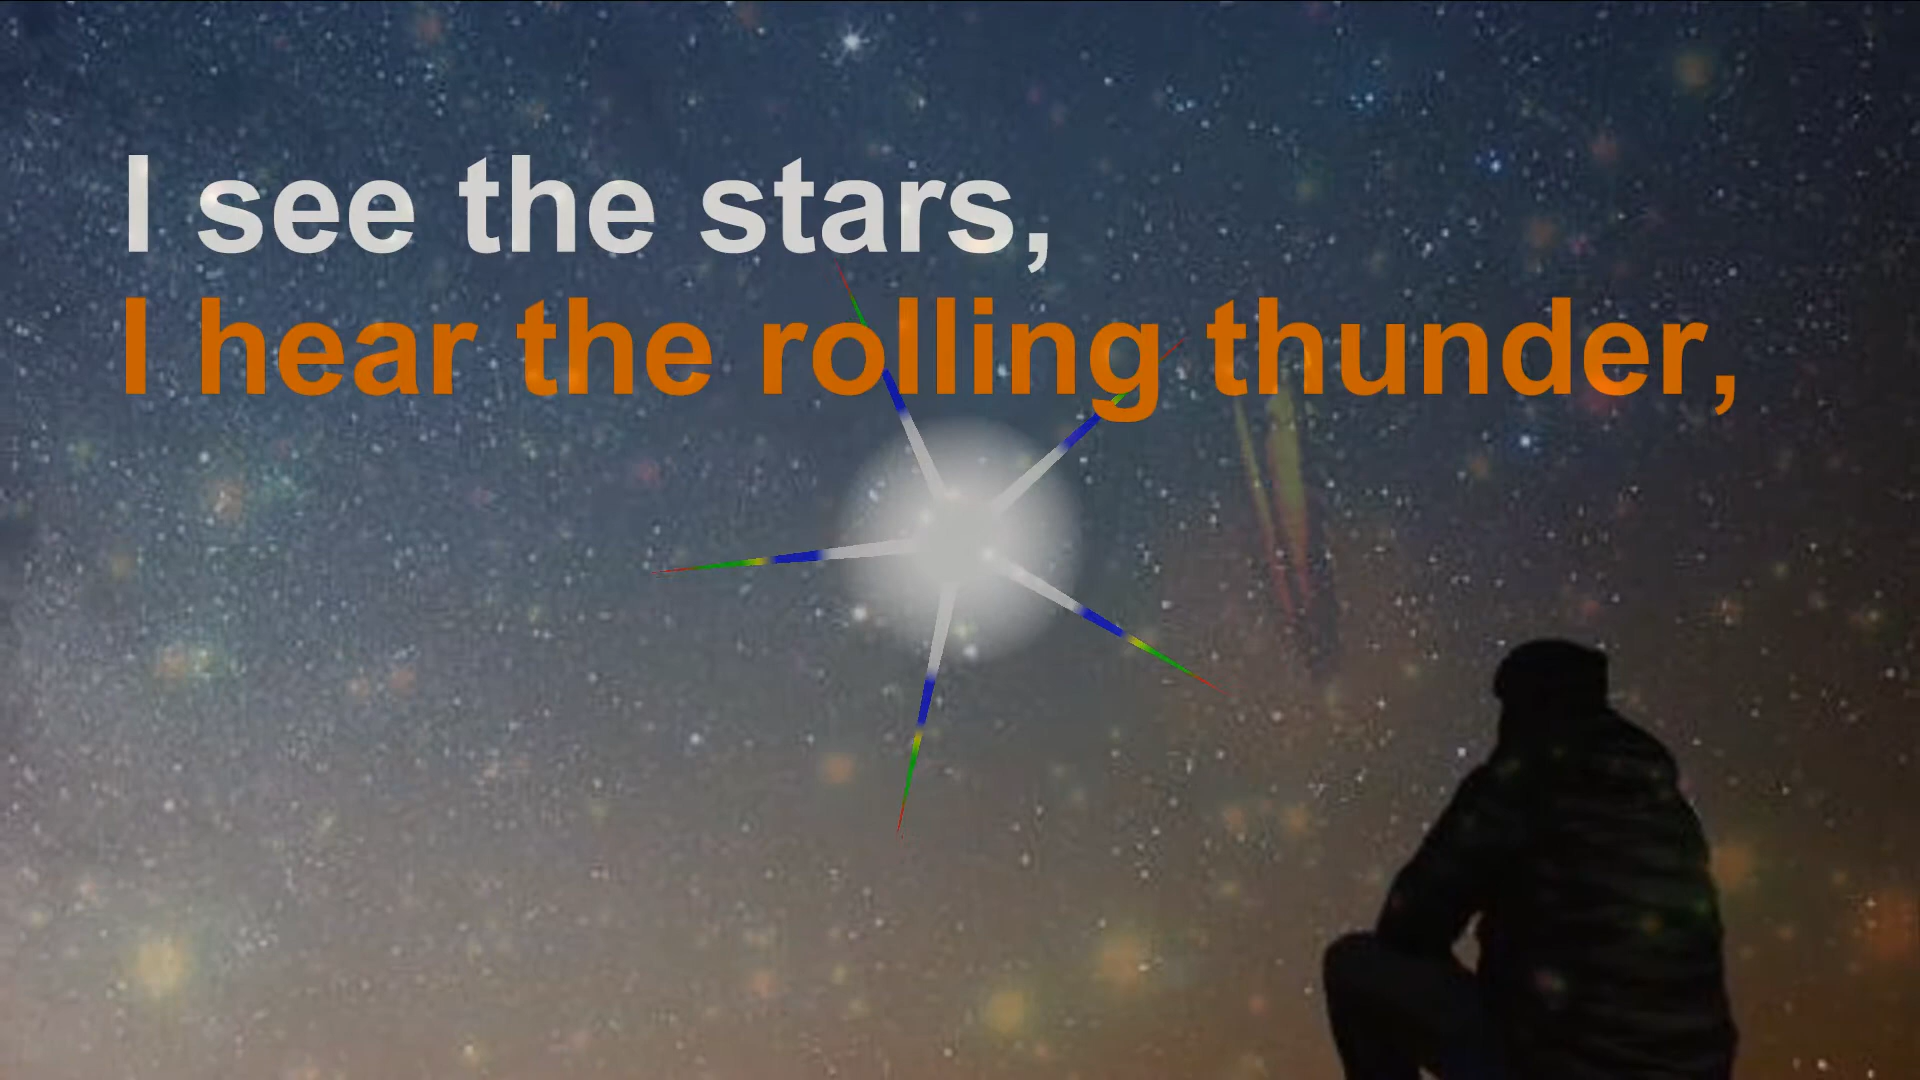 I see the stars,
I hear the rolling thunder,